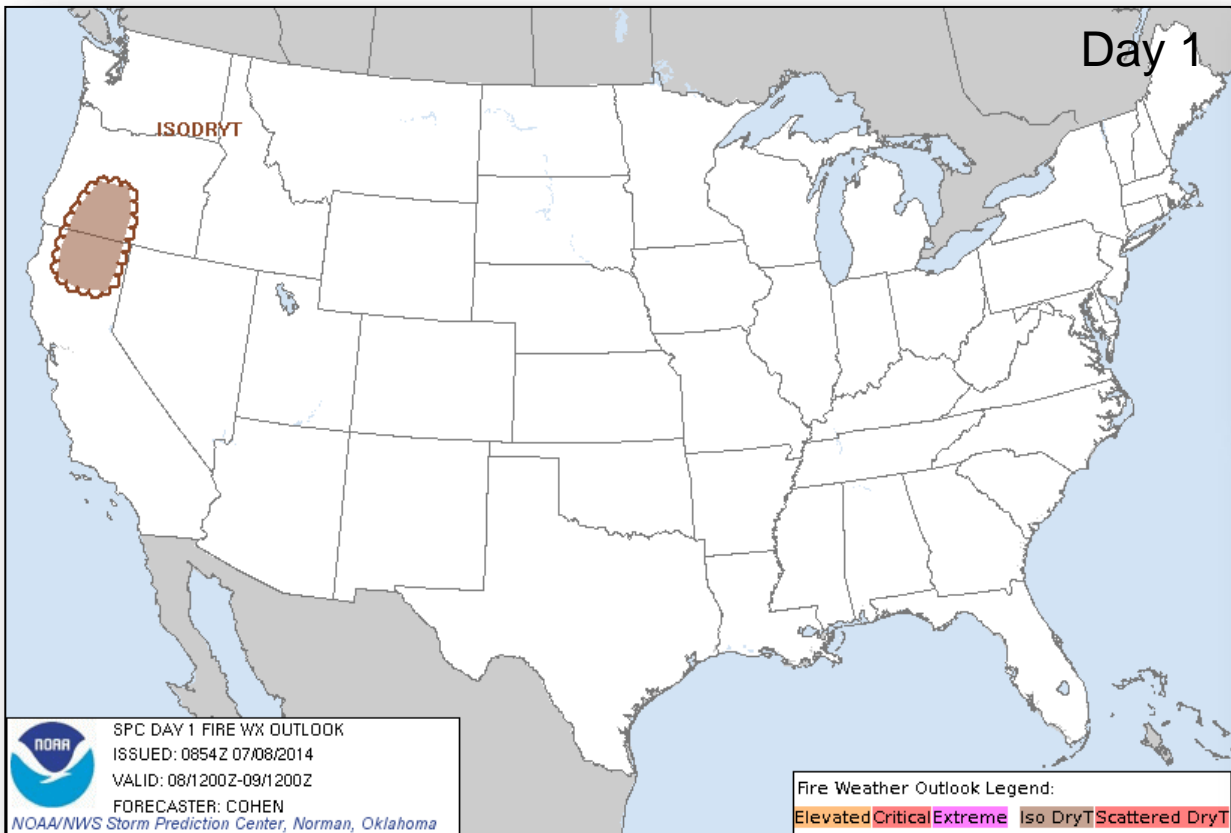 Day 1
ISODRYT
NOAA
SPC DAY 1 FIRE WX OUTLOOK
ISSUED: 0854Z 07/08/2014
VALID: 08/1200Z-09/1200Z
FORECASTER: COHEN
NOAA/NWS Storm Prediction Center, Norman, Oklahoma
Fire Weather Outlook Legend:
Elevated Critical Extreme Iso DryT Scattered DryT